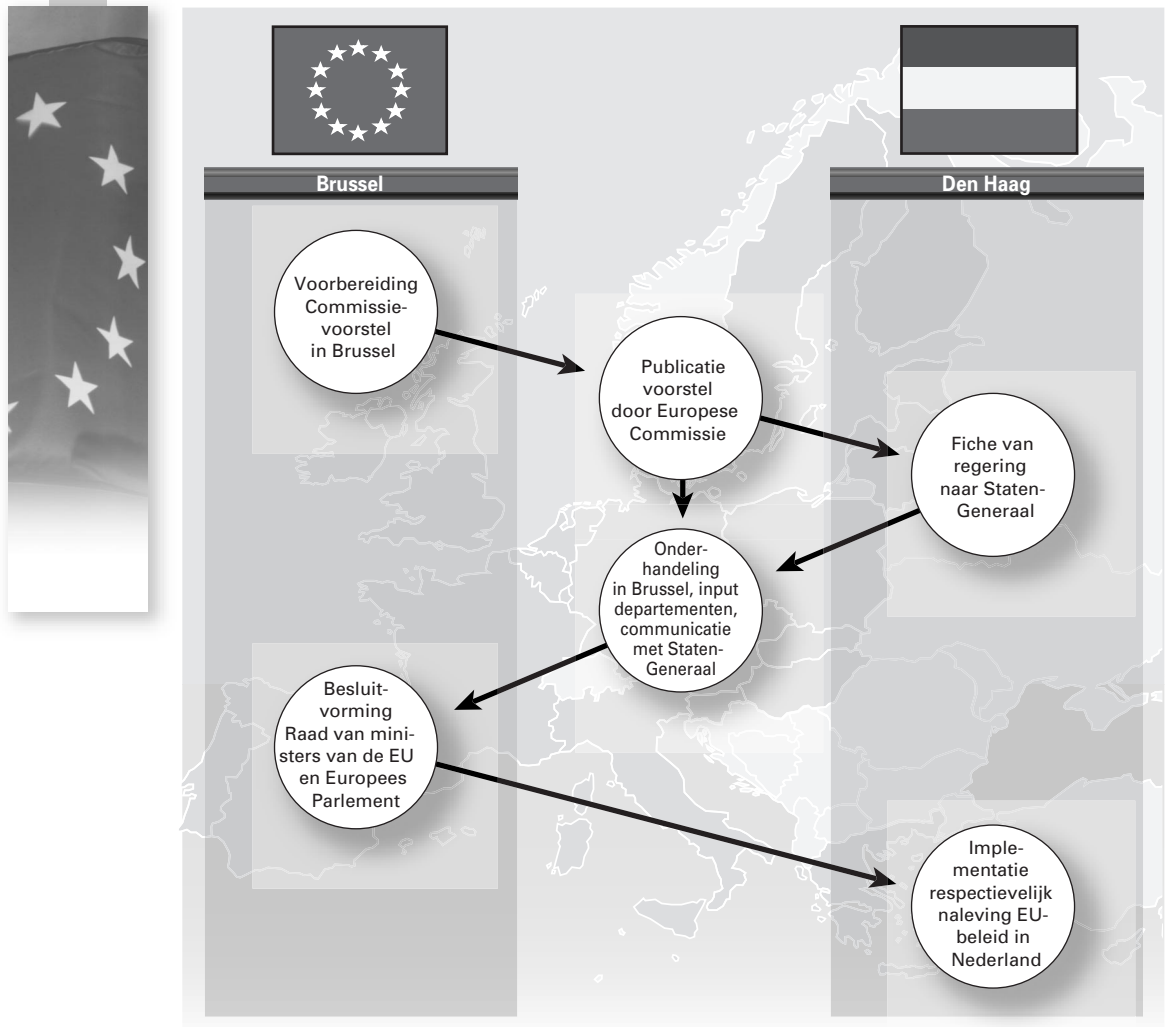 Brussel
Den Haag
Voorbereiding
Commissie-
voorstel
in Brussel
Publicatie
voorstel
door Europese
Commissie
Fiche van
regering
naar Staten-
Generaal
Onder-
handeling
in Brussel, input
departementen,
communicatie
met Staten-
Generaal
Besluit-
vorming
Raad van mini-
sters van de EU
en Europees
Parlement
Imple-
mentatie
respectievelijk
naleving EU-
beleid in
Nederland